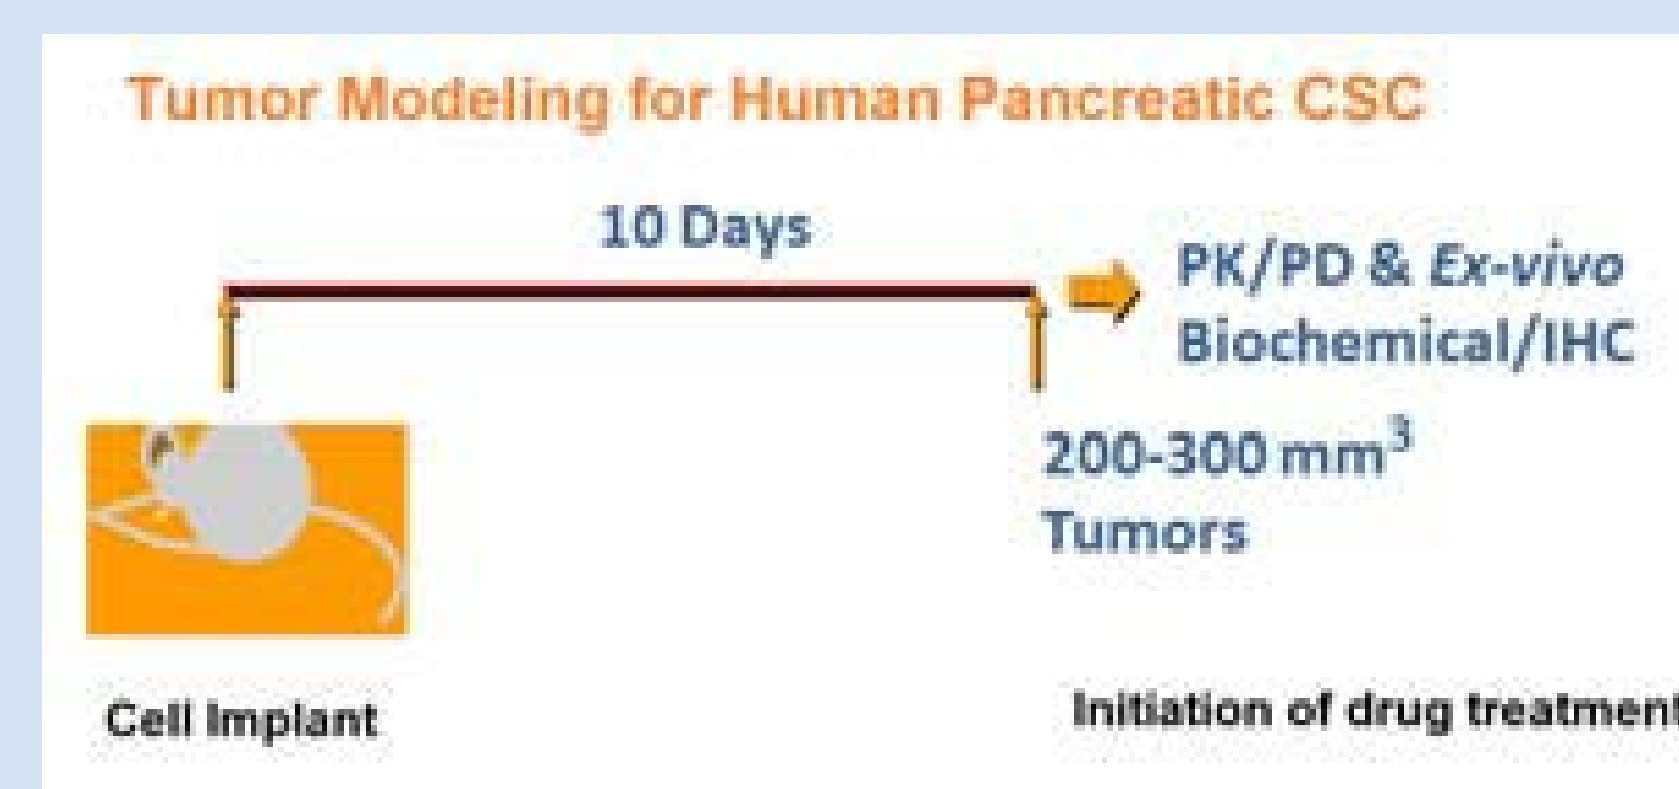 Tumor Modeling for Human Pancreatic CSC
10 Days
PK/PD & Ex-vivo
Biochemical/IHC
200-300 mm³
Tumors
Cell Implant
Initiation of drug treatment